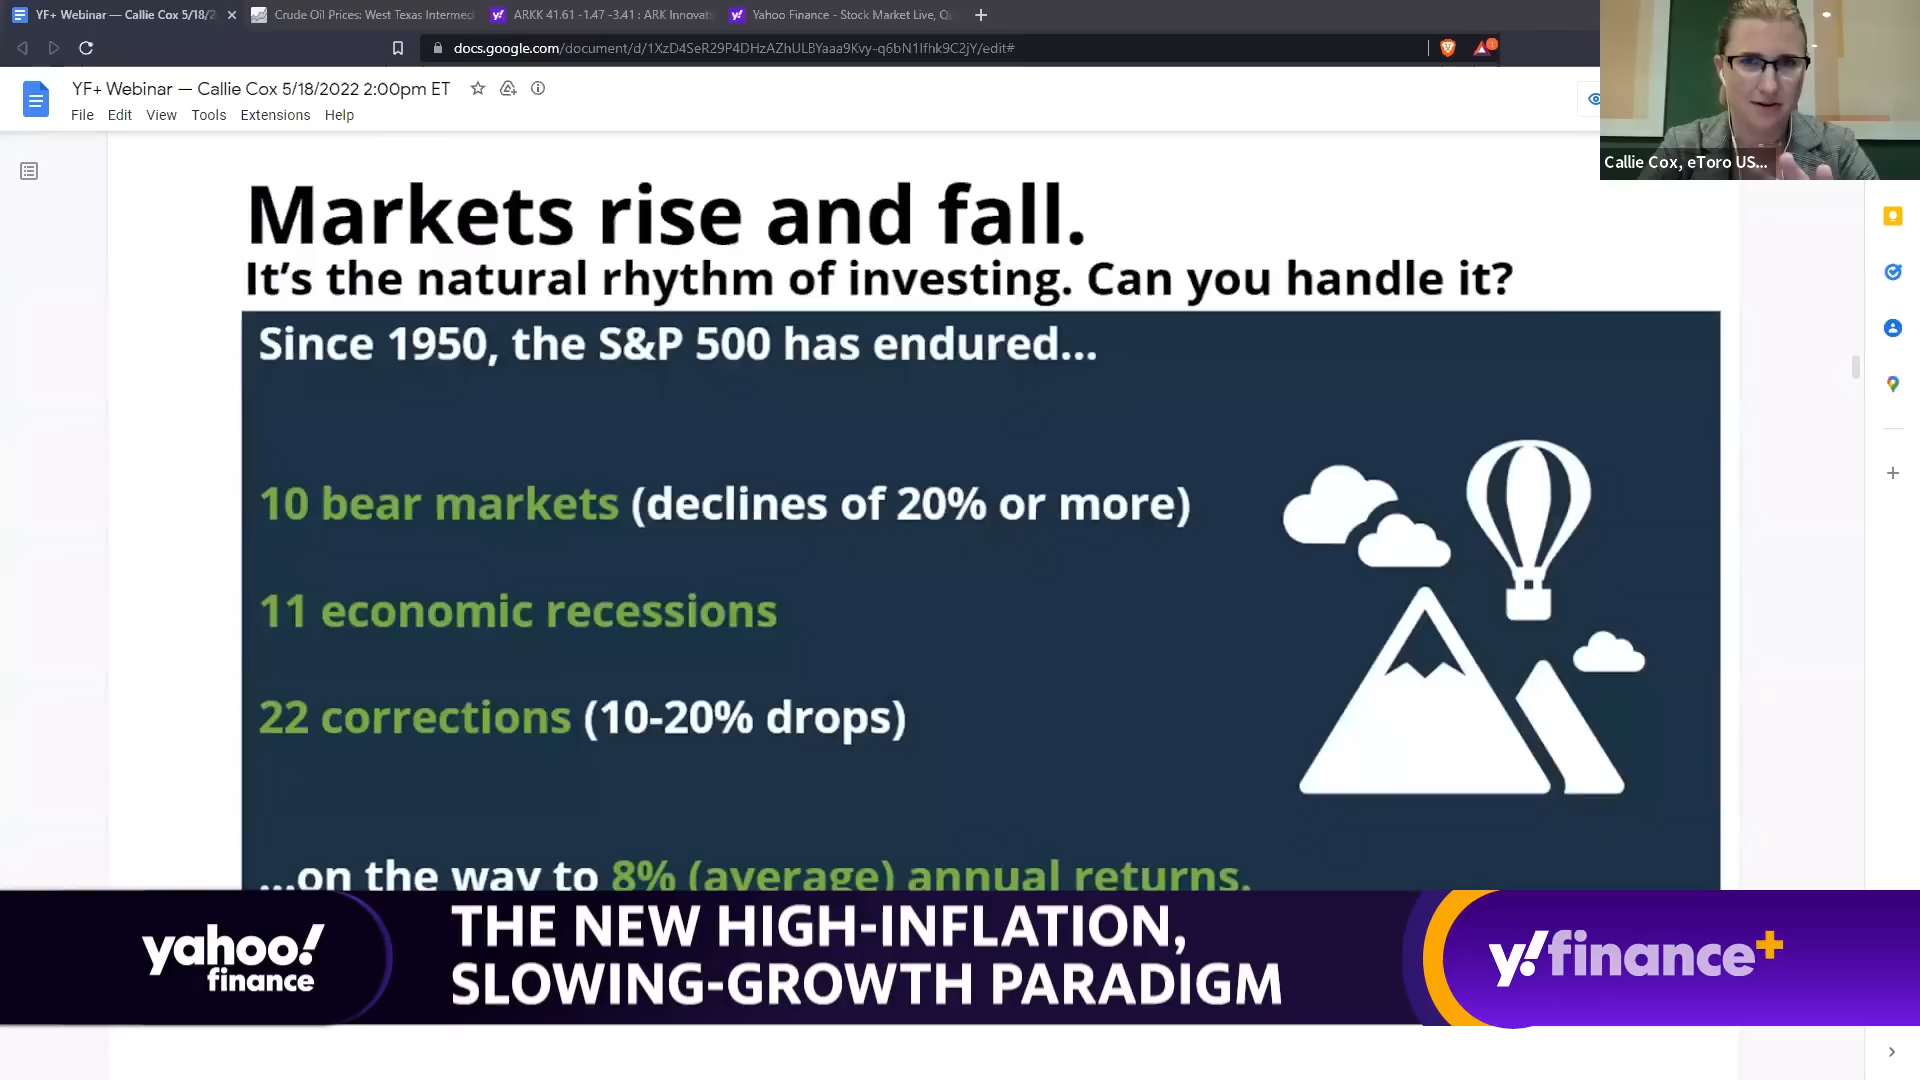 YF+ Webinar — Callie Cox 5/18/2
Crude Oil Prices: West Texas Intermed
ARKK 41.61 -1.47 -3.41 : ARK Innovat
Yahoo Finance - Stock Market Live, Q
docs.google.com/document/d/1XzD4SeR29P4DHzAZhULBYaaa9Kvy-q6bN1Ifhk9C2jY/edit#
1
YF+ Webinar — Callie Cox 5/18/2022 2:00pm ET
File Edit View Tools Extensions Help
Callie Cox, eToro US...
Markets rise and fall.
It's the natural rhythm of investing. Can you handle it?
Since 1950, the S&P 500 has endured...
10 bear markets (declines of 20% or more)
11 economic recessions
22 corrections (10-20% drops)
...on the way to 8% (average) annual returns.
yahoo!
finance
THE NEW HIGH-INFLATION,
SLOWING-GROWTH PARADIGM
y!finance+